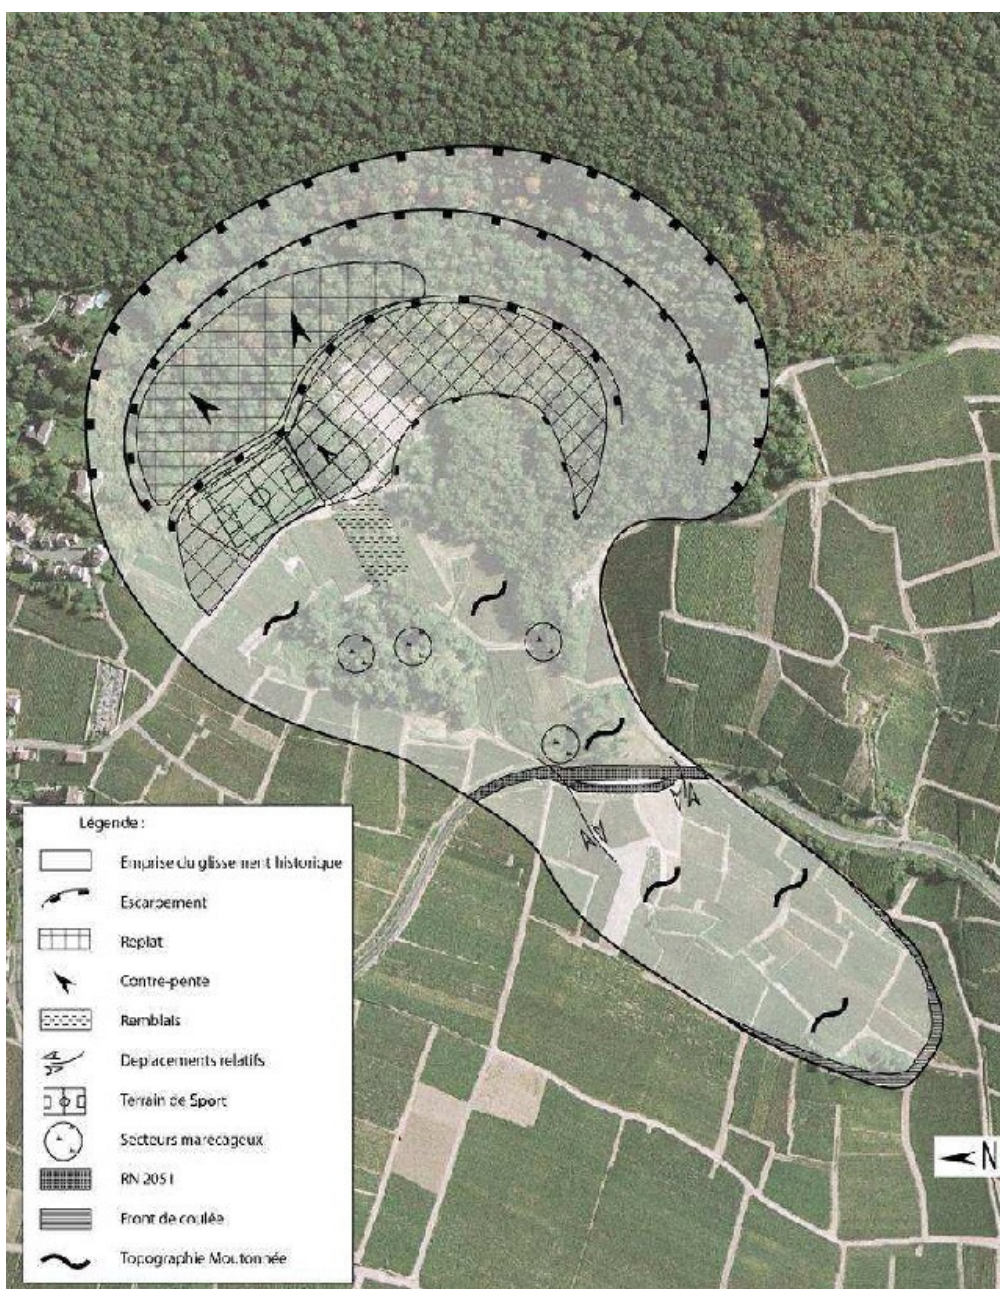 Légende :
Emprise du glissement historique
Escarpement
Replat
Contre-pente
Remblais
Deplacements relatifs
Terrain de Sport
Secteurs marecageux
RN 2051
Front de coulée
Topographie Moutonnée
N